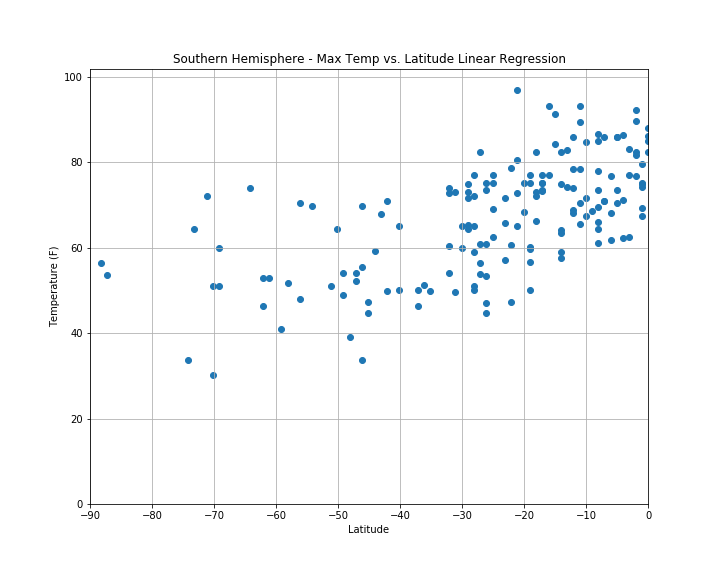 Southern Hemisphere - Max Temp vs. Latitude Linear Regression
100
80
60
40
20
0
Temperature (F)
−90 −80 −70 −60 −50 −40 −30 −20 −10 0
Latitude